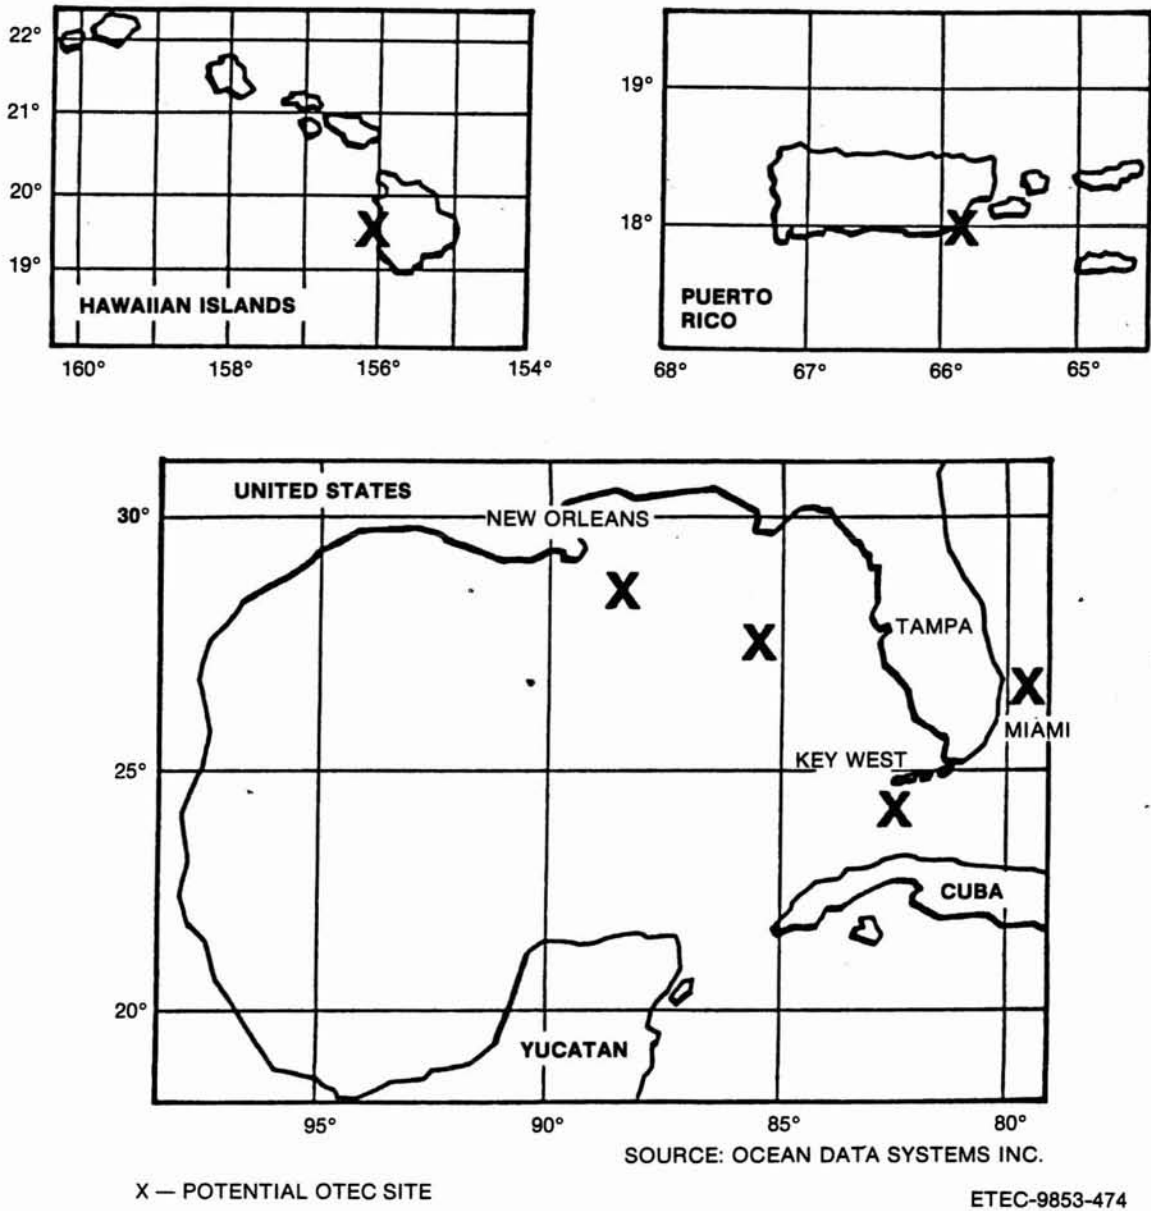 22°
21°
20°
19°
HAWAIIAN ISLANDS
160°
158°
156°
154°
19°
18°
PUERTO
RICO
68°
67°
66°
65°
UNITED STATES
30°
NEW ORLEANS
TAMPA
MIAMI
KEY WEST
25°
CUBA
20°
YUCATAN
95°
90°
85°
80°
SOURCE: OCEAN DATA SYSTEMS INC.
X — POTENTIAL OTEC SITE
ETEC-9853-474